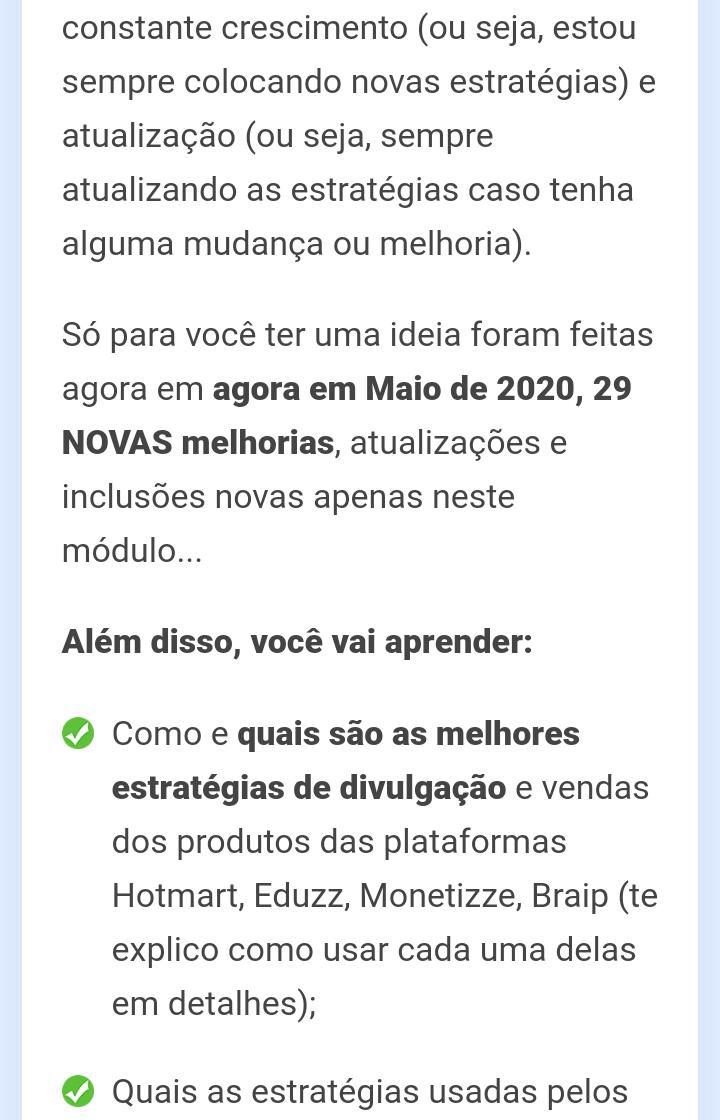 constante crescimento (ou seja, estou
sempre colocando novas estratégias) e
atualização (ou seja, sempre
atualizando as estratégias caso tenha
alguma mudança ou melhoria).
Só para você ter uma ideia foram feitas
agora em agora em Maio de 2020, 29
NOVAS melhorias, atualizações e
inclusões novas apenas neste
módulo...
Além disso, você vai aprender:
Como e quais são as melhores
estratégias de divulgação e vendas
dos produtos das plataformas
Hotmart, Eduzz, Monetizze, Braip (te
explico como usar cada uma delas
em detalhes);
Quais as estratégias usadas pelos